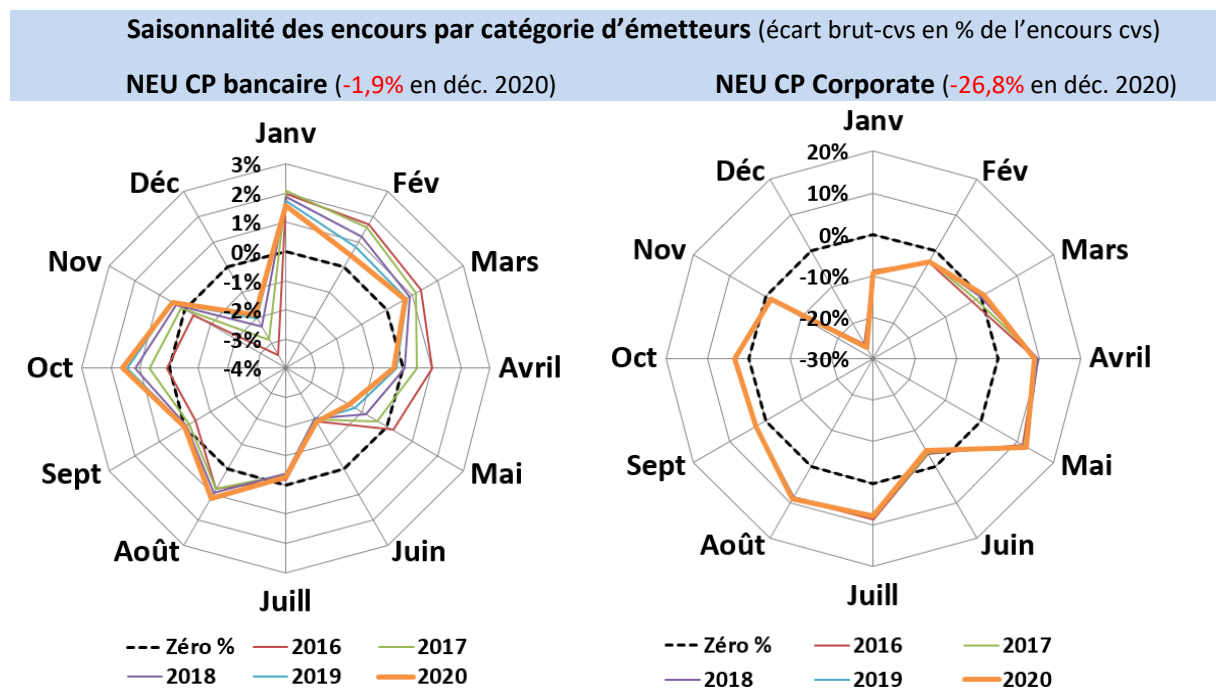 Saisonnalité des encours par catégorie d’émetteurs (écart brut-cvs en % de l’encours cvs)
NEU CP bancaire (-1,9% en déc. 2020)
Janv
Fév
Mars
Avril
Mai
Juin
Juill
Août
Sept
Oct
Nov
Déc
3%
2%
1%
0%
-1%
-2%
-3%
-4%
Zéro % 2016 2017
2018 2019 2020
NEU CP Corporate (-26,8% en déc. 2020)
Janv
Fév
Mars
Avril
Mai
Juin
Juill
Août
Sept
Oct
Nov
Déc
20%
10%
0%
-10%
-20%
-30%
Zéro % 2016 2017
2018 2019 2020